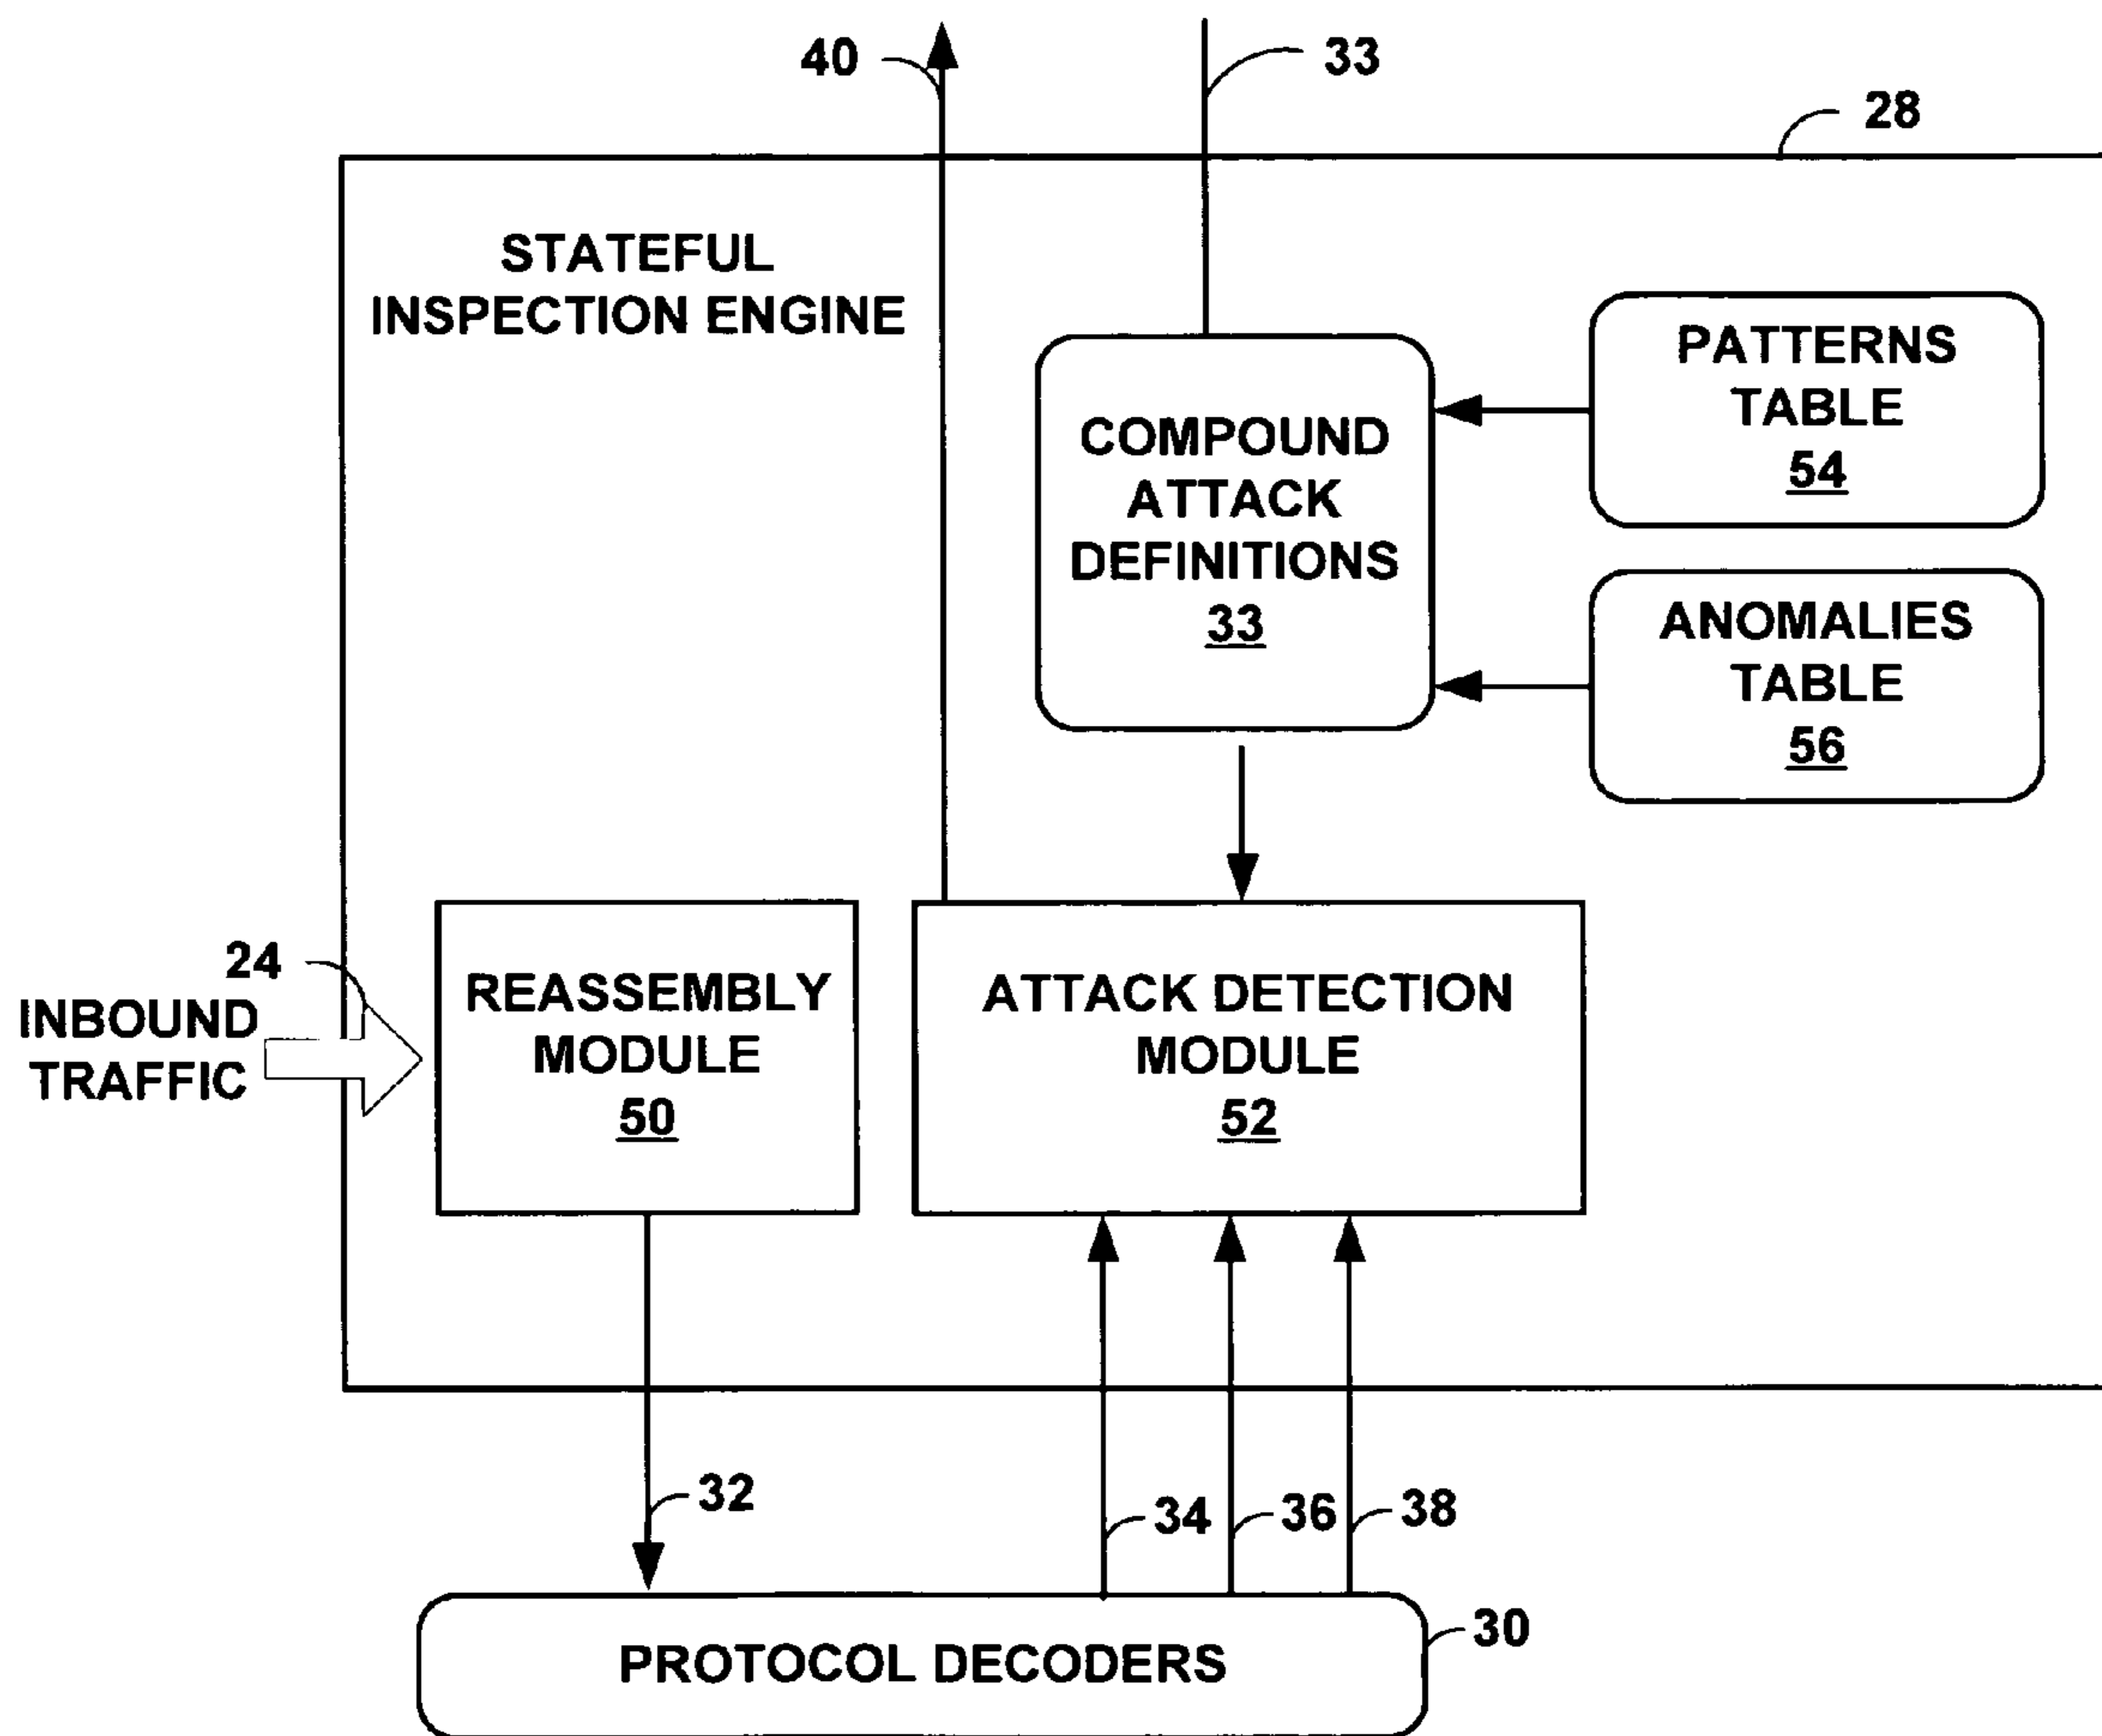 40
33
28
STATEFUL
INSPECTION ENGINE
PATTERNS
TABLE
54
COMPOUND
ATTACK
DEFINITIONS
33
ANOMALIES
TABLE
56
24
INBOUND
TRAFFIC
REASSEMBLY
MODULE
50
ATTACK DETECTION
MODULE
52
32
34
36
38
PROTOCOL DECODERS
30